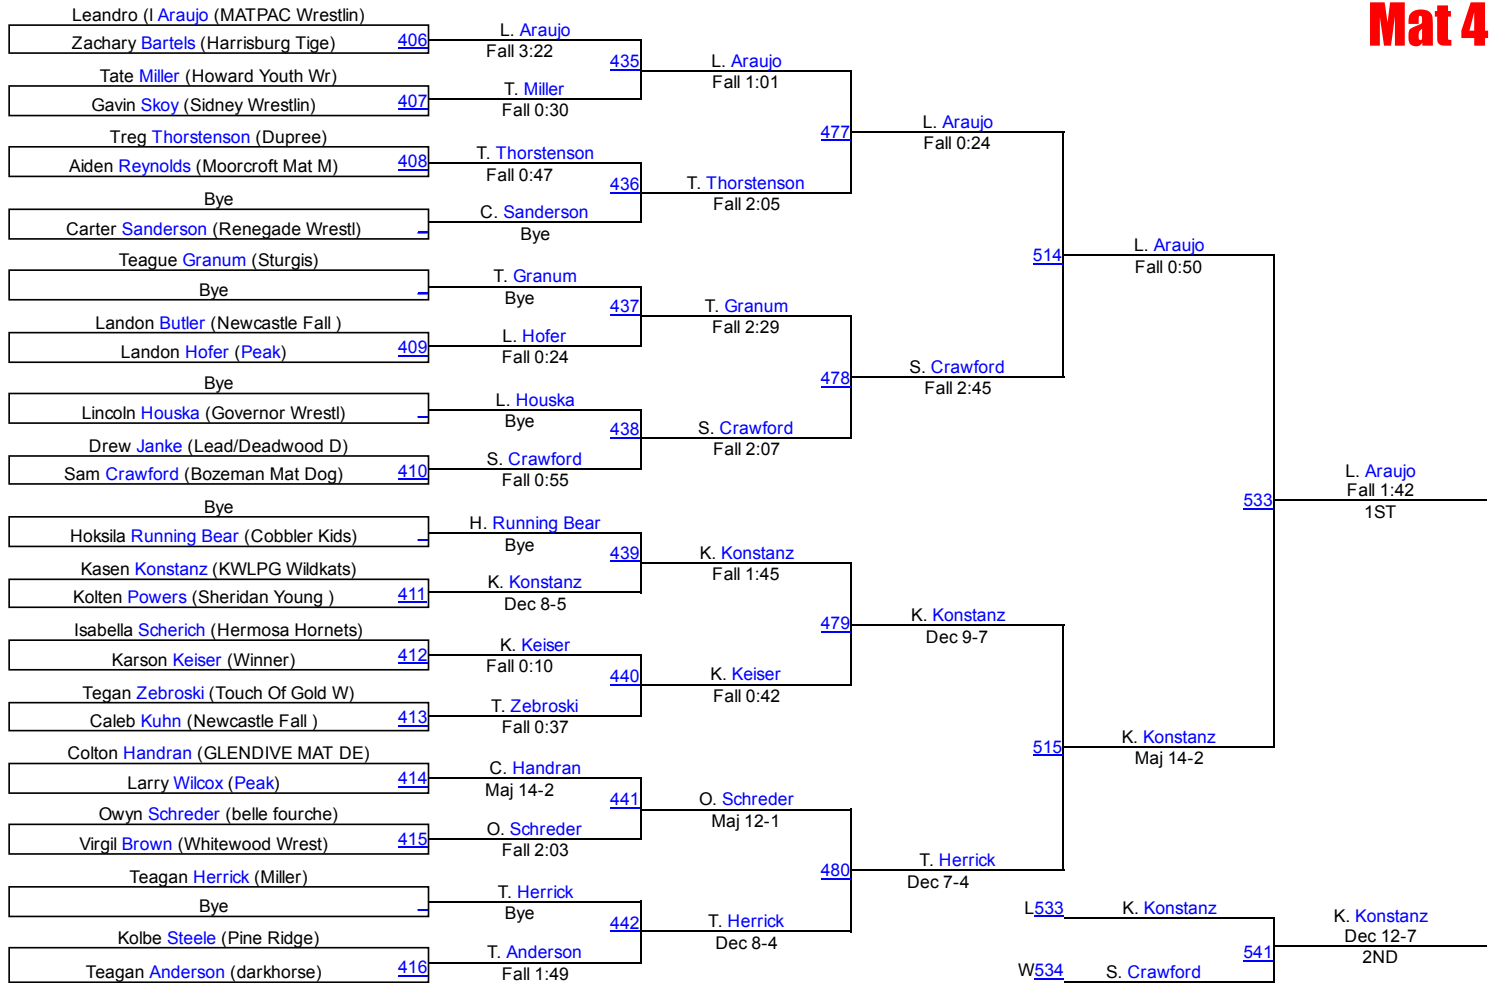 Mat 4
Leandro (I Araujo (MATPAC Wrestlin)
Zachary Bartels (Harrisburg Tige) 406
Tate Miller (Howard Youth Wr)
Gavin Skoy (Sidney Wrestlin) 407
Treg Thorstenson (Dupree)
Aiden Reynolds (Moorcroft Mat M) 408
Bye
Carter Sanderson (Renegade Wrestl)
Teague Granum (Sturgis)
Bye
Landon Butler (Newcastle Fall )
Landon Hofer (Peak) 409
Bye
Lincoln Houska (Governor Wrestl)
Drew Janke (Lead/Deadwood D)
Sam Crawford (Bozeman Mat Dog) 410
Bye
Hoksila Running Bear (Cobbler Kids)
Kasen Konstanz (KWLPG Wildkats)
Kolten Powers (Sheridan Young ) 411
Isabella Scherich (Hermosa Hornets)
Karson Keiser (Winner) 412
Tegan Zebroski (Touch Of Gold W)
Caleb Kuhn (Newcastle Fall ) 413
Colton Handran (GLENDIVE MAT DE)
Larry Wilcox (Peak) 414
Owyn Schreder (belle fourche)
Virgil Brown (Whitewood Wrest) 415
Teagan Herrick (Miller)
Bye
Kolbe Steele (Pine Ridge)
Teagan Anderson (darkhorse) 416
L. Araujo
Fall 3:22
435
T. Miller
Fall 0:30
T. Thorstenson
Fall 0:47
436
C. Sanderson
Bye
T. Granum
Bye
437
L. Hofer
Fall 0:24
L. Houska
Bye
438
S. Crawford
Fall 0:55
H. Running Bear
Bye
439
K. Konstanz
Dec 8-5
K. Keiser
Fall 0:10
440
T. Zebroski
Fall 0:37
C. Handran
Maj 14-2
441
O. Schreder
Fall 2:03
T. Herrick
Bye
442
T. Anderson
Fall 1:49
L. Araujo
Fall 1:01
477
T. Thorstenson
Fall 2:05
T. Granum
Fall 2:29
478
S. Crawford
Fall 2:07
K. Konstanz
Fall 1:45
479
K. Keiser
Fall 0:42
O. Schreder
Maj 12-1
480
T. Herrick
Dec 8-4
L. Araujo
Fall 0:24
514
S. Crawford
Fall 2:45
K. Konstanz
Dec 9-7
515
T. Herrick
Dec 7-4
L. Araujo
Fall 0:50
533
K. Konstanz
Maj 14-2
L. Araujo
Fall 1:42
1ST
L533 K. Konstanz
541
W534 S. Crawford
K. Konstanz
Dec 12-7
2ND